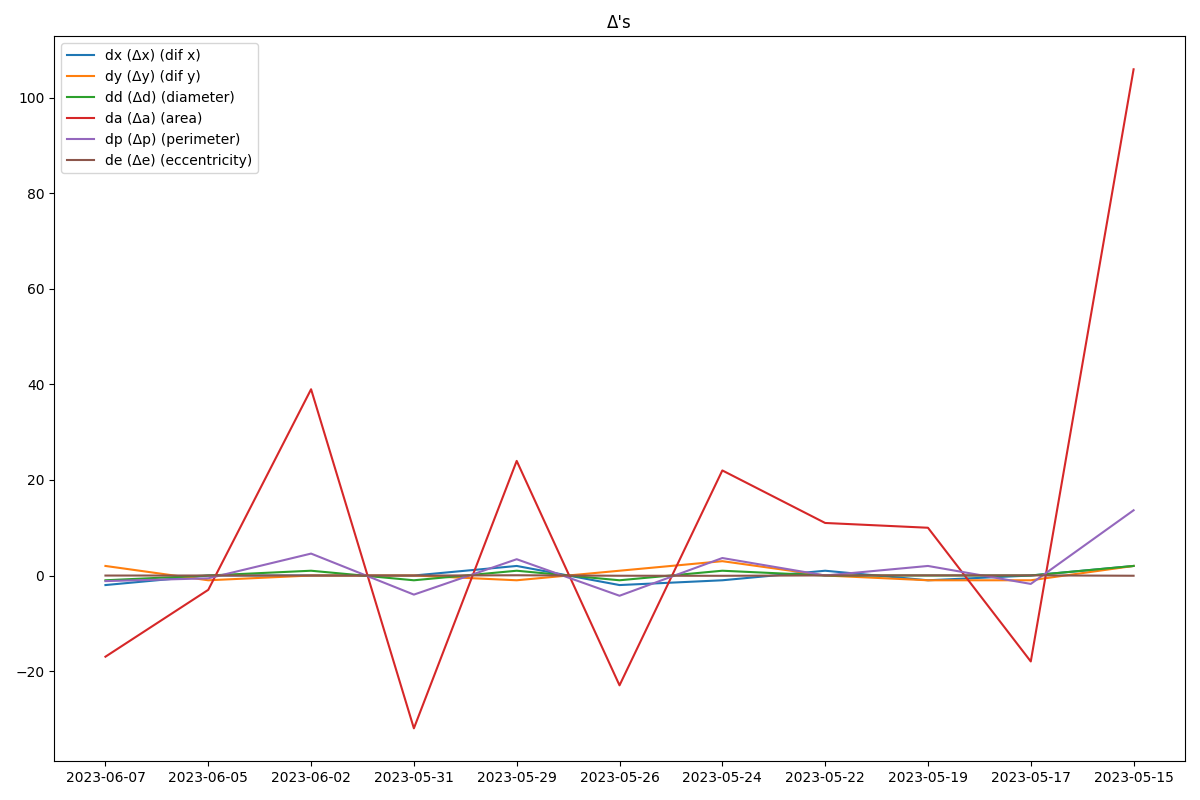 Δ's
dx (Δx) (dif x)
dy (Δy) (dif y)
dd (Δd) (diameter)
da (Δa) (area)
dp (Δp) (perimeter)
de (Δe) (eccentricity)
100
80
60
40
20
0
−20
2023-06-07 2023-06-05 2023-06-02 2023-05-31 2023-05-29 2023-05-26 2023-05-24 2023-05-22 2023-05-19 2023-05-17 2023-05-15